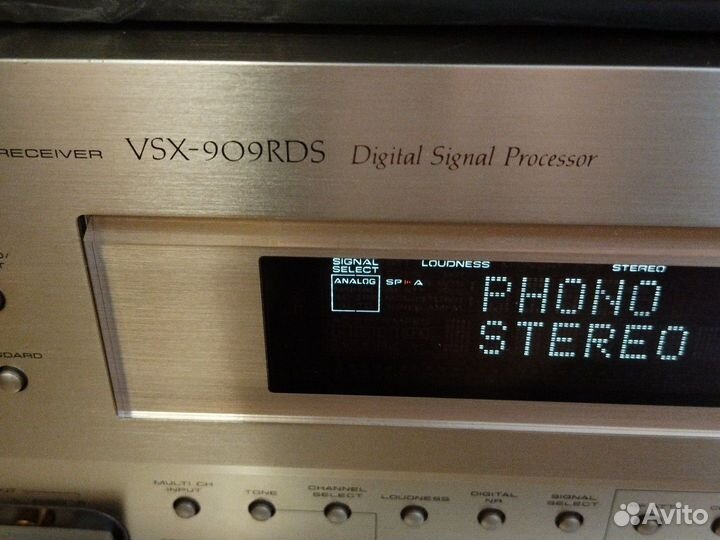 RECEIVER VSX-909RDS Digital Signal Processor
SIGNAL SELECT LOUDNESS STEREO
ANALOG SP A PHONO
STEREO
MULTI CH INPUT TONE CHANNEL SELECT LOUDNESS DIGITAL NR SIGNAL SELECT
Avito